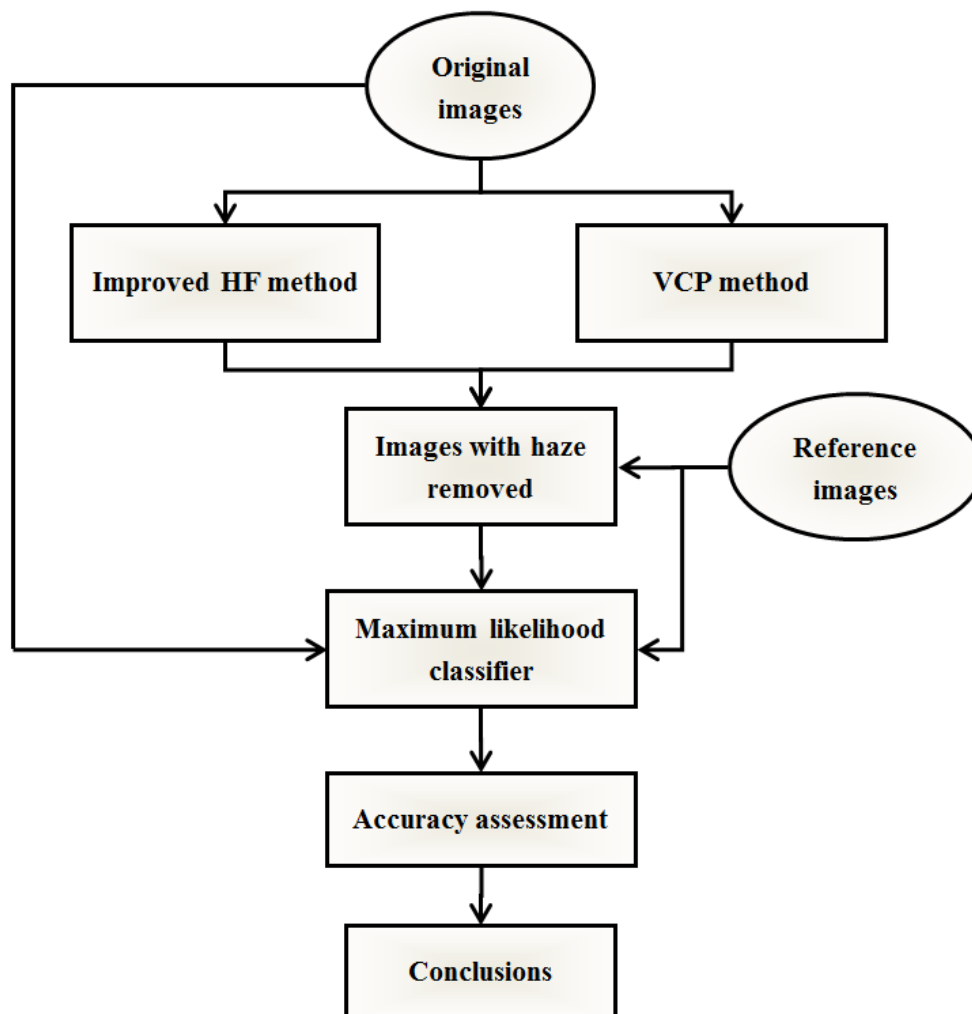 Original
images
Improved HF method
VCP method
Images with haze
removed
Reference
images
Maximum likelihood
classifier
Accuracy assessment
Conclusions